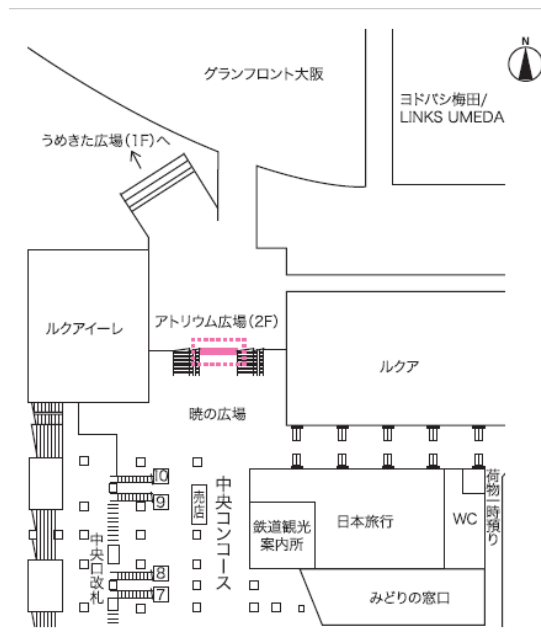 N
グランフロント大阪
ヨドバシ梅田/
LINKS UMEDA
うめきた広場(1F)へ
ルクアイーレ
アトリウム広場(2F)
ルクア
暁の広場
10
9
8
7
中央口改札
売店
中央コンコース
鉄道観光
案内所
日本旅行
WC
荷物一時預り
みどりの窓口